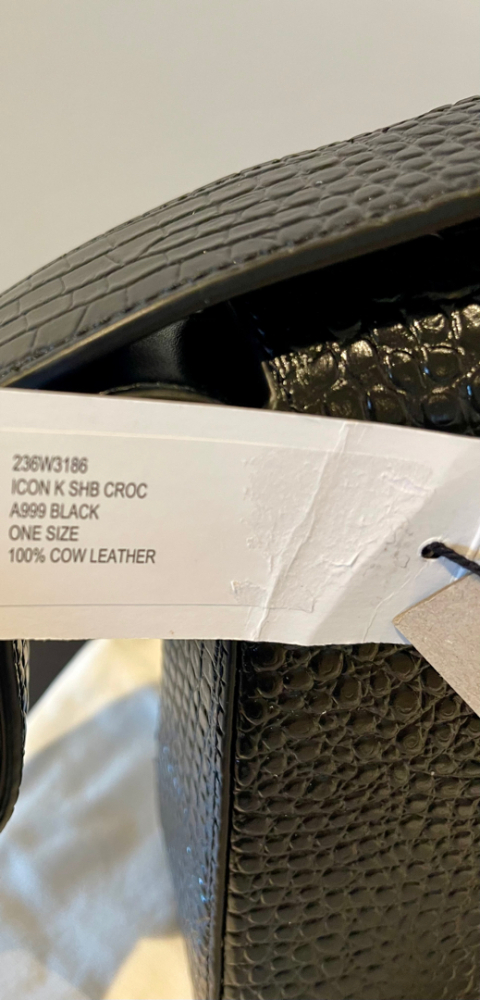 236W3186
ICON K SHB CROC
A999 BLACK
ONE SIZE
100% COW LEATHER